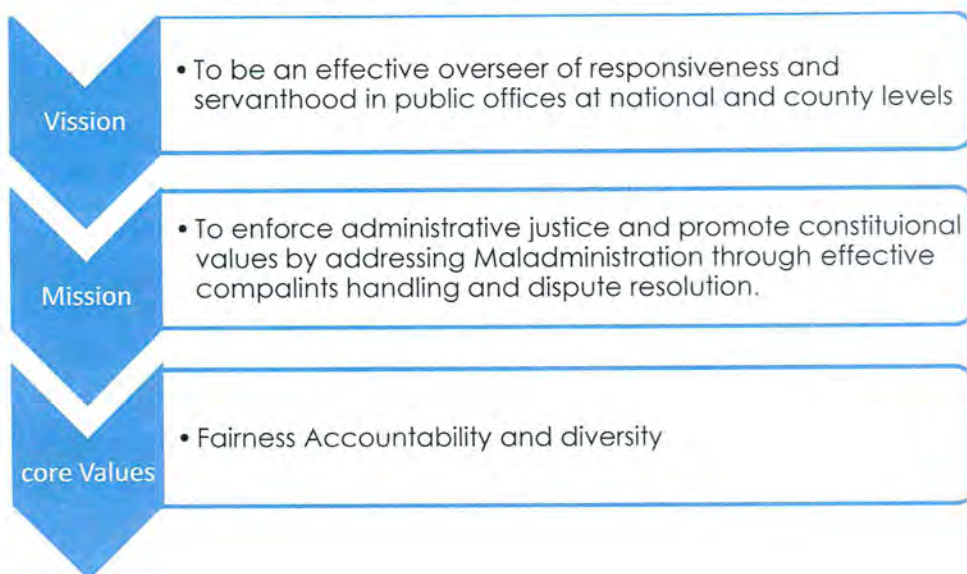 Vission
• To be an effective overseer of responsiveness and
servanthood in public offices at national and county levels
Mission
• To enforce administrative justice and promote constituional
values by addressing Maladministration through effective
compalints handling and dispute resolution.
core Values
• Fairness Accountability and diversity